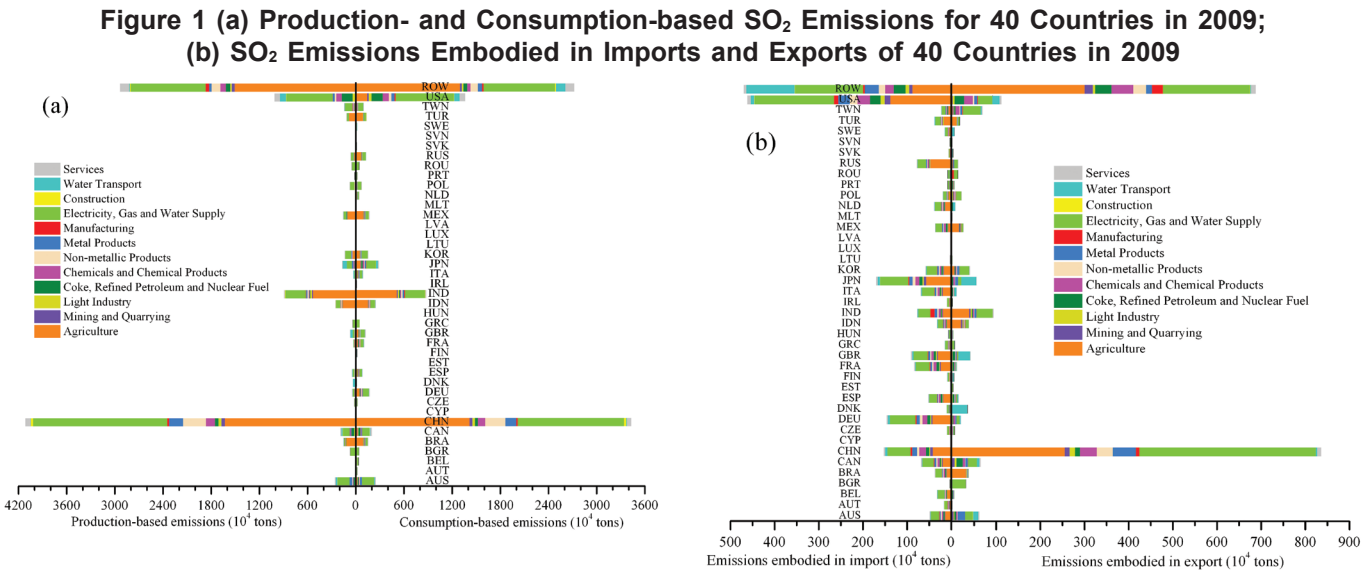 Figure 1 (a) Production- and Consumption-based SO₂ Emissions for 40 Countries in 2009;
(b) SO₂ Emissions Embodied in Imports and Exports of 40 Countries in 2009
(a)
Services
Water Transport
Construction
Electricity, Gas and Water Supply
Manufacturing
Metal Products
Non-metallic Products
Chemicals and Chemical Products
Coke, Refined Petroleum and Nuclear Fuel
Light Industry
Mining and Quarrying
Agriculture
ROW
USA
TWN
TUR
SWE
SVN
SVK
RUS
ROU
PRT
POL
NLD
MLT
MEX
LVA
LUX
LTU
KOR
JPN
ITA
IRL
IND
IDN
HUN
GRC
GBR
FRA
FIN
EST
ESP
DNK
DEU
CZE
CYP
CHN
CAN
BRA
BGR
BEL
AUT
AUS
4200 3600 3000 2400 1800 1200 600 0 600 1200 1800 2400 3000 3600
Production-based emissions (10⁴ tons) Consumption-based emissions (10⁴ tons)
(b)
ROW
USA
TWN
TUR
SWE
SVN
SVK
RUS
ROU
PRT
POL
NLD
MLT
MEX
LVA
LUX
LTU
KOR
JPN
ITA
IRL
IND
IDN
HUN
GRC
GBR
FRA
FIN
EST
ESP
DNK
DEU
CZE
CYP
CHN
CAN
BRA
BGR
BEL
AUT
AUS
Services
Water Transport
Construction
Electricity, Gas and Water Supply
Manufacturing
Metal Products
Non-metallic Products
Chemicals and Chemical Products
Coke, Refined Petroleum and Nuclear Fuel
Light Industry
Mining and Quarrying
Agriculture
500 400 300 200 100 0 100 200 300 400 500 600 700 800 900
Emissions embodied in import (10⁴ tons) Emissions embodied in export (10⁴ tons)